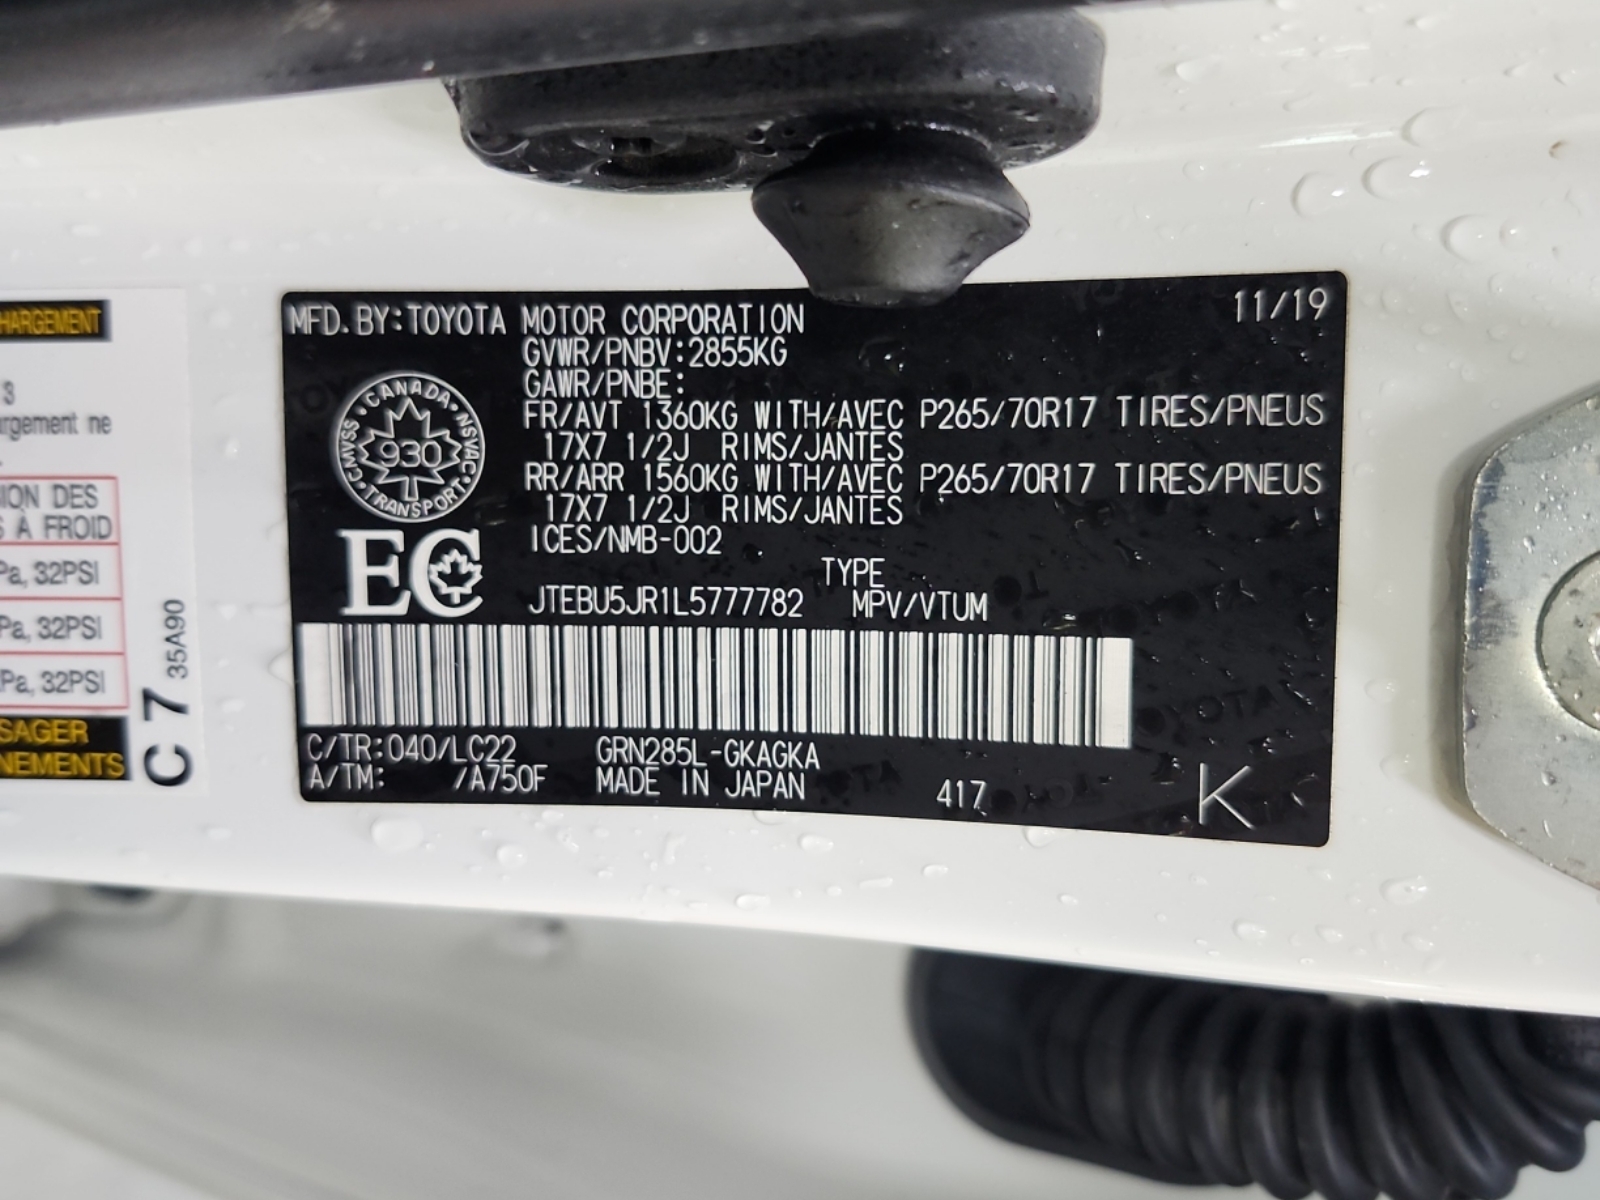 HARGEMENT
's
rgement ne
SION DES
S À FROID
Pa, 32PSI
Pa, 32PSI
Pa, 32PSI
SAGER
NEMENTS
C 7 35A90
MFD. BY: TOYOTA MOTOR CORPORATION 11/19
GVWR/PNBV: 2855KG
GAWR/PNBE:
FR/AVT 1360KG WITH/AVEC P265/70R17 TIRES/PNEUS
17X7 1/2J RIMS/JANTES
RR/ARR 1560KG WITH/AVEC P265/70R17 TIRES/PNEUS
17X7 1/2J RIMS/JANTES
ICES/NMB-002
CANADA • NSVAC • TRANSPORT • CMVSS •
930
EC
TYPE
JTEBU5JR1L5777782 MPV/VTUM
C/TR: 040/LC22 GRN285L-GKAGKA
A/TM: /A750F MADE IN JAPAN 417 K